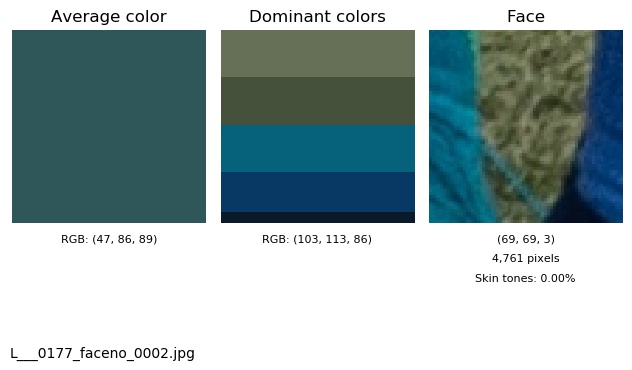 Average color
Dominant colors
Face
RGB: (47, 86, 89)
RGB: (103, 113, 86)
(69, 69, 3)
4,761 pixels
Skin tones: 0.00%
L___0177_faceno_0002.jpg